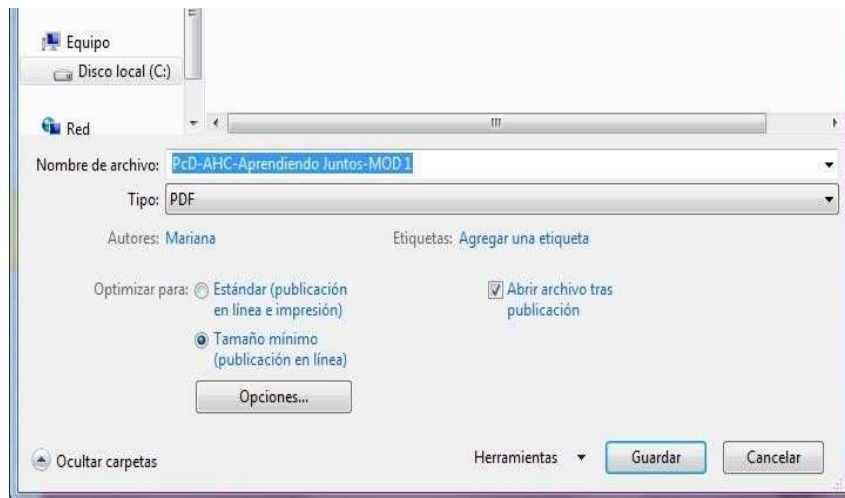 Equipo
Disco local (C:)
Red
Nombre de archivo: PcD-AHC-Aprendiendo Juntos-MOD 1
Tipo: PDF
Autores: Mariana Etiquetas: Agregar una etiqueta
Optimizar para: Estándar (publicación
en línea e impresión)
Abrir archivo tras
publicación
Tamaño mínimo
(publicación en línea)
Opciones...
Ocultar carpetas Herramientas Guardar Cancelar